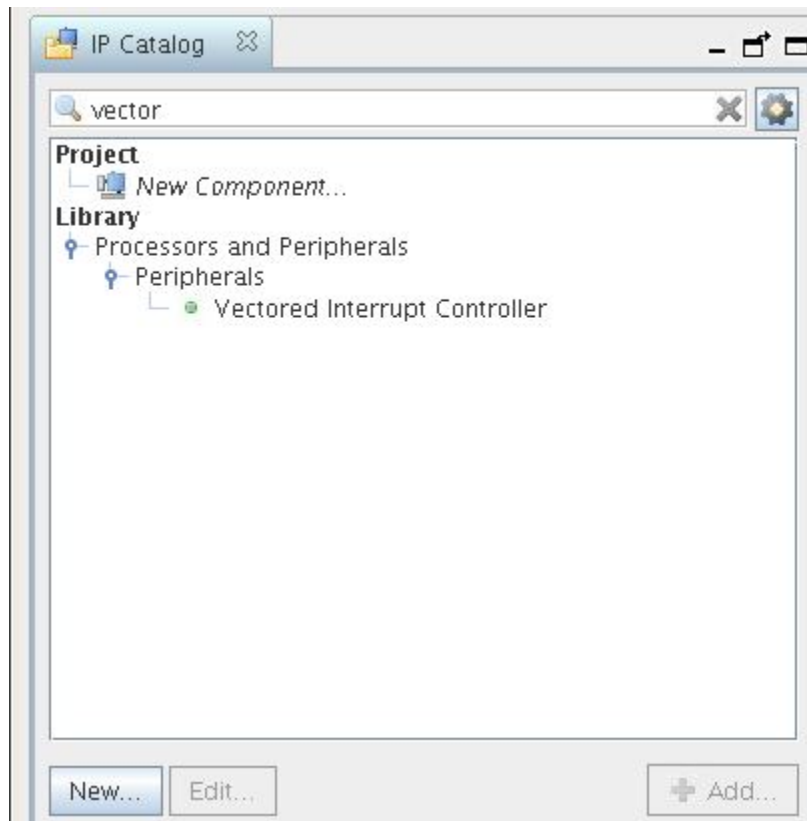 IP Catalog
vector
Project
New Component...
Library
Processors and Peripherals
Peripherals
Vectored Interrupt Controller
New... Edit... Add...